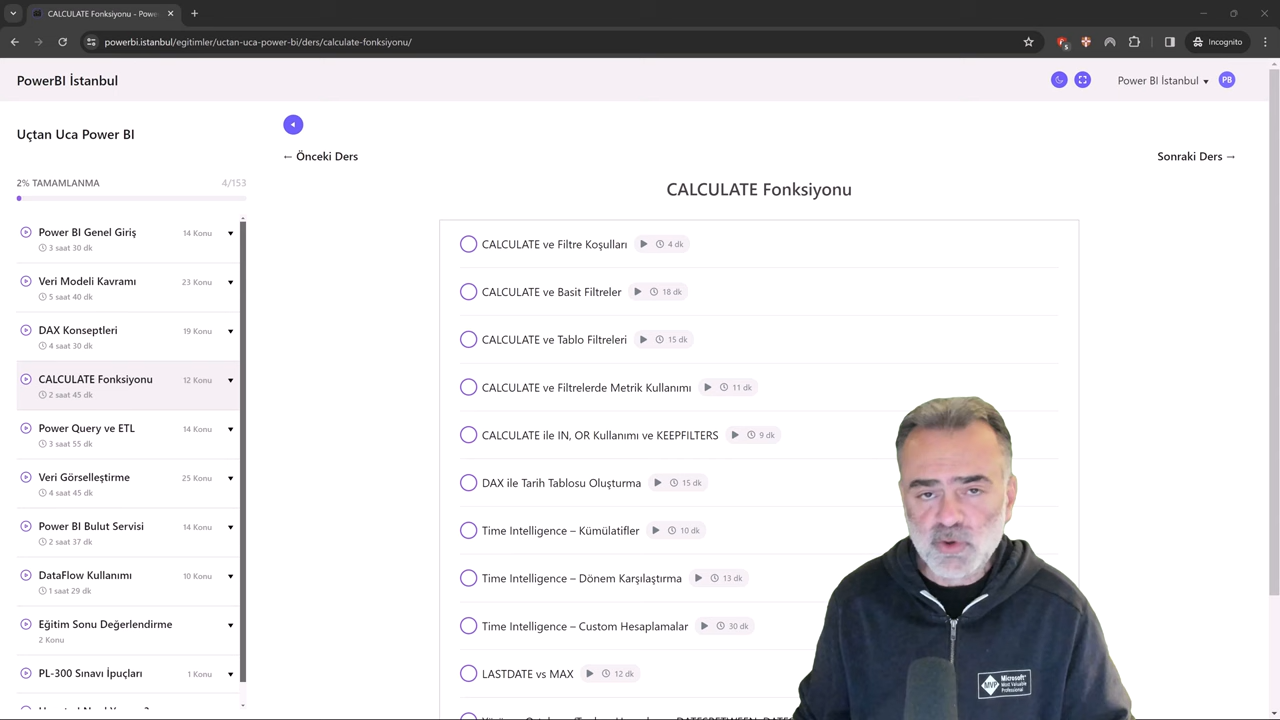 CALCULATE Fonksiyonu - Powe
powerbi.istanbul/egitimler/uctan-uca-power-bi/ders/calculate-fonksiyonu/
Incognito
PowerBI İstanbul
Power BI İstanbul
PB
Uçtan Uca Power BI
2% TAMAMLANMA
4/153
Power BI Genel Giriş
14 Konu
3 saat 30 dk
Veri Modeli Kavramı
23 Konu
5 saat 40 dk
DAX Konseptleri
19 Konu
4 saat 30 dk
CALCULATE Fonksiyonu
12 Konu
2 saat 45 dk
Power Query ve ETL
14 Konu
3 saat 55 dk
Veri Görselleştirme
25 Konu
4 saat 45 dk
Power BI Bulut Servisi
14 Konu
2 saat 37 dk
DataFlow Kullanımı
10 Konu
1 saat 29 dk
Eğitim Sonu Değerlendirme
2 Konu
PL-300 Sınavı İpuçları
1 Konu
← Önceki Ders
Sonraki Ders →
CALCULATE Fonksiyonu
CALCULATE ve Filtre Koşulları 4 dk
CALCULATE ve Basit Filtreler 18 dk
CALCULATE ve Tablo Filtreleri 15 dk
CALCULATE ve Filtrelerde Metrik Kullanımı 11 dk
CALCULATE ile IN, OR Kullanımı ve KEEPFILTERS 9 dk
DAX ile Tarih Tablosu Oluşturma 15 dk
Time Intelligence – Kümülatifler 10 dk
Time Intelligence – Dönem Karşılaştırma 13 dk
Time Intelligence – Custom Hesaplamalar 30 dk
LASTDATE vs MAX 12 dk
MVP
Microsoft
Most Valuable
Professional